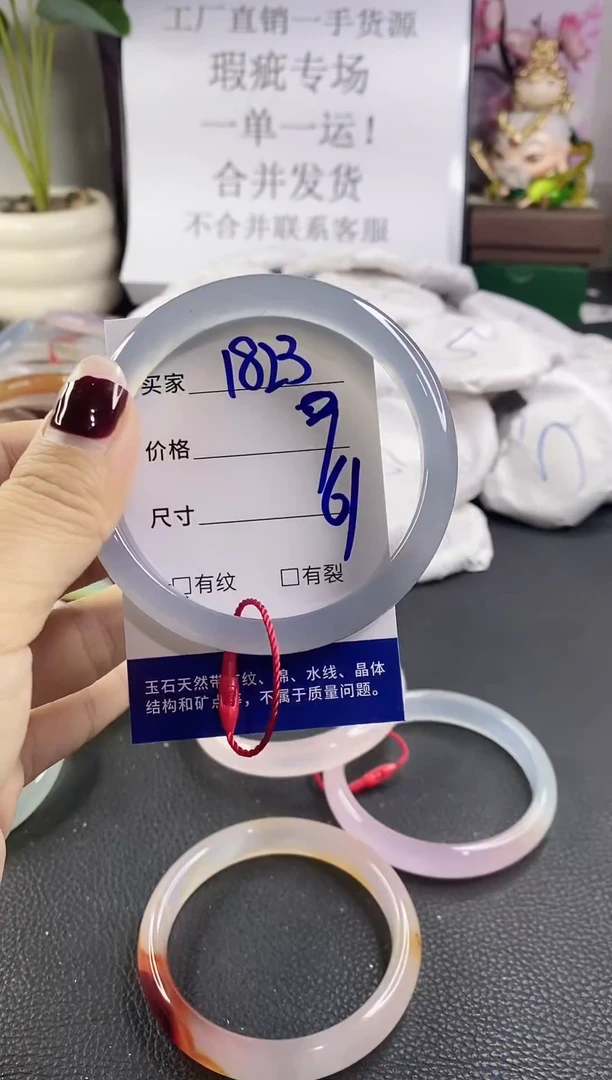 工厂直销一手货源
瑕疵专场
一单一运！
合并发货
不合并联系客服
买家 1823
价格 9
尺寸 61
□有纹 □有裂
玉石天然带 纹、棉、水线、晶体
结构和矿点等，不属于质量问题。